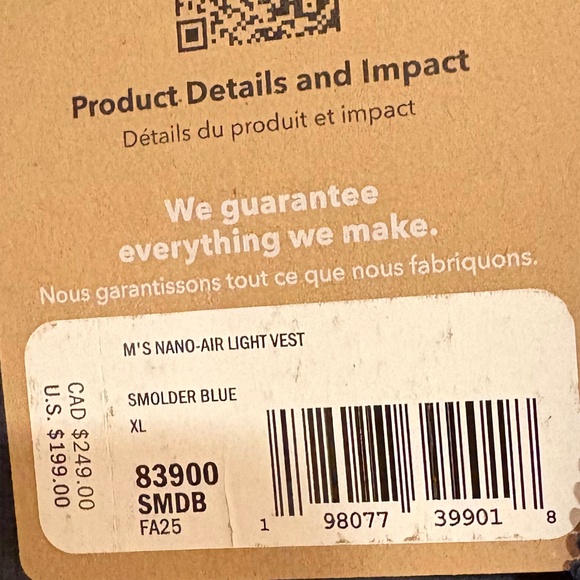 Product Details and Impact
Détails du produit et impact
We guarantee
everything we make.
Nous garantissons tout ce que nous fabriquons.
M'S NANO-AIR LIGHT VEST
SMOLDER BLUE
XL
83900
SMDB
FA25
CAD $249.00
U.S. $199.00
1 98077 39901 8